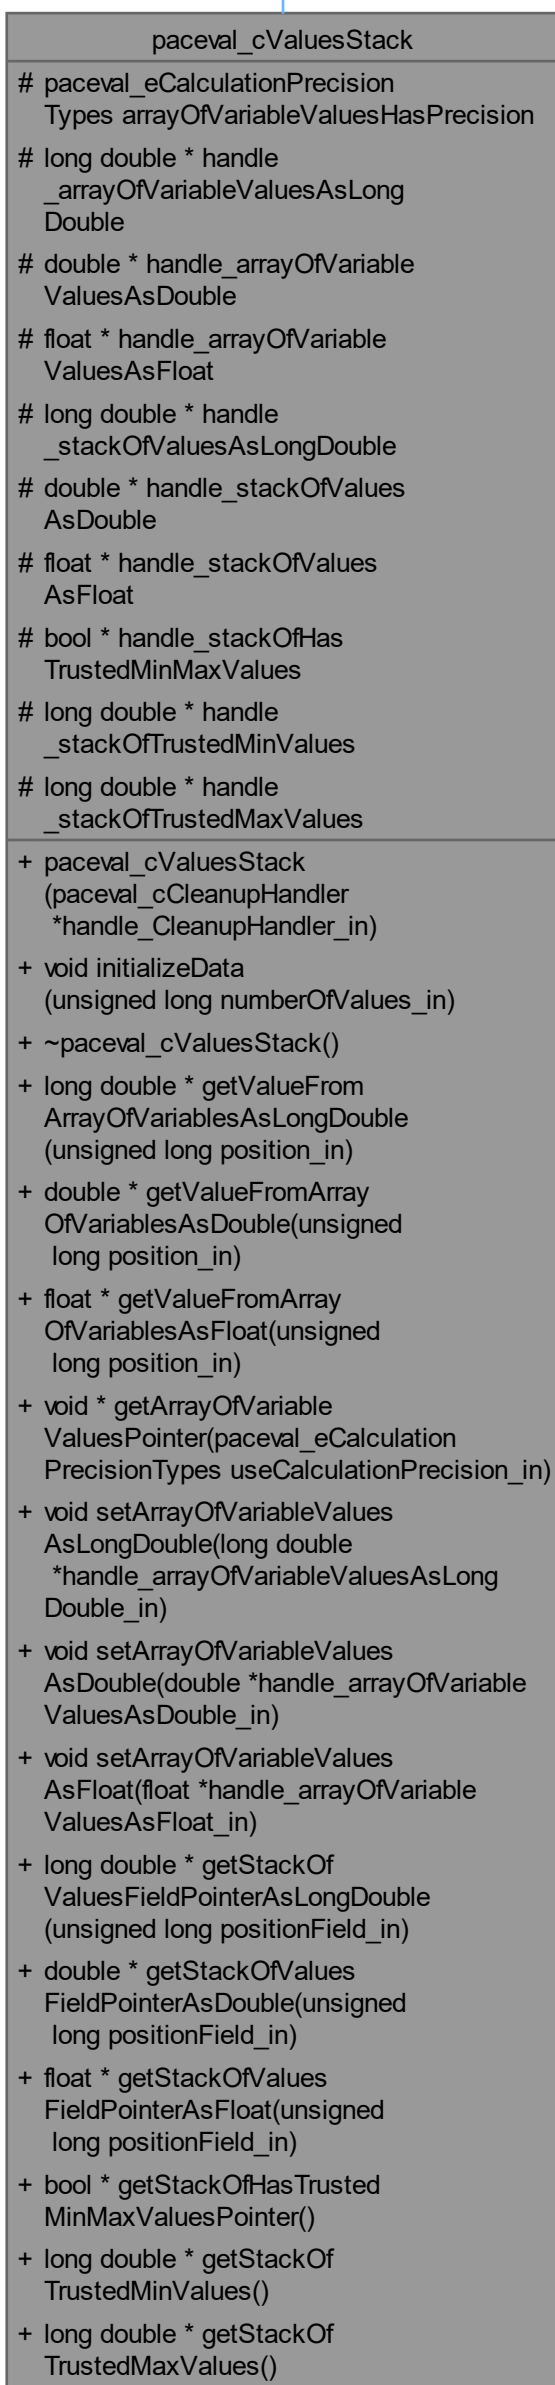 paceval_cValuesStack
# paceval_eCalculationPrecision
Types arrayOfVariableValuesHasPrecision
# long double * handle
_arrayOfVariableValuesAsLong
Double
# double * handle_arrayOfVariable
ValuesAsDouble
# float * handle_arrayOfVariable
ValuesAsFloat
# long double * handle
_stackOfValuesAsLongDouble
# double * handle_stackOfValues
AsDouble
# float * handle_stackOfValues
AsFloat
# bool * handle_stackOfHas
TrustedMinMaxValues
# long double * handle
_stackOfTrustedMinValues
# long double * handle
_stackOfTrustedMaxValues
+ paceval_cValuesStack
(paceval_cCleanupHandler
*handle_CleanupHandler_in)
+ void initializeData
(unsigned long numberOfValues_in)
+ ~paceval_cValuesStack()
+ long double * getValueFrom
ArrayOfVariablesAsLongDouble
(unsigned long position_in)
+ double * getValueFromArray
OfVariablesAsDouble(unsigned
long position_in)
+ float * getValueFromArray
OfVariablesAsFloat(unsigned
long position_in)
+ void * getArrayOfVariable
ValuesPointer(paceval_eCalculation
PrecisionTypes useCalculationPrecision_in)
+ void setArrayOfVariableValues
AsLongDouble(long double
*handle_arrayOfVariableValuesAsLong
Double_in)
+ void setArrayOfVariableValues
AsDouble(double *handle_arrayOfVariable
ValuesAsDouble_in)
+ void setArrayOfVariableValues
AsFloat(float *handle_arrayOfVariable
ValuesAsFloat_in)
+ long double * getStackOf
ValuesFieldPointerAsLongDouble
(unsigned long positionField_in)
+ double * getStackOfValues
FieldPointerAsDouble(unsigned
long positionField_in)
+ float * getStackOfValues
FieldPointerAsFloat(unsigned
long positionField_in)
+ bool * getStackOfHasTrusted
MinMaxValuesPointer()
+ long double * getStackOf
TrustedMinValues()
+ long double * getStackOf
TrustedMaxValues()